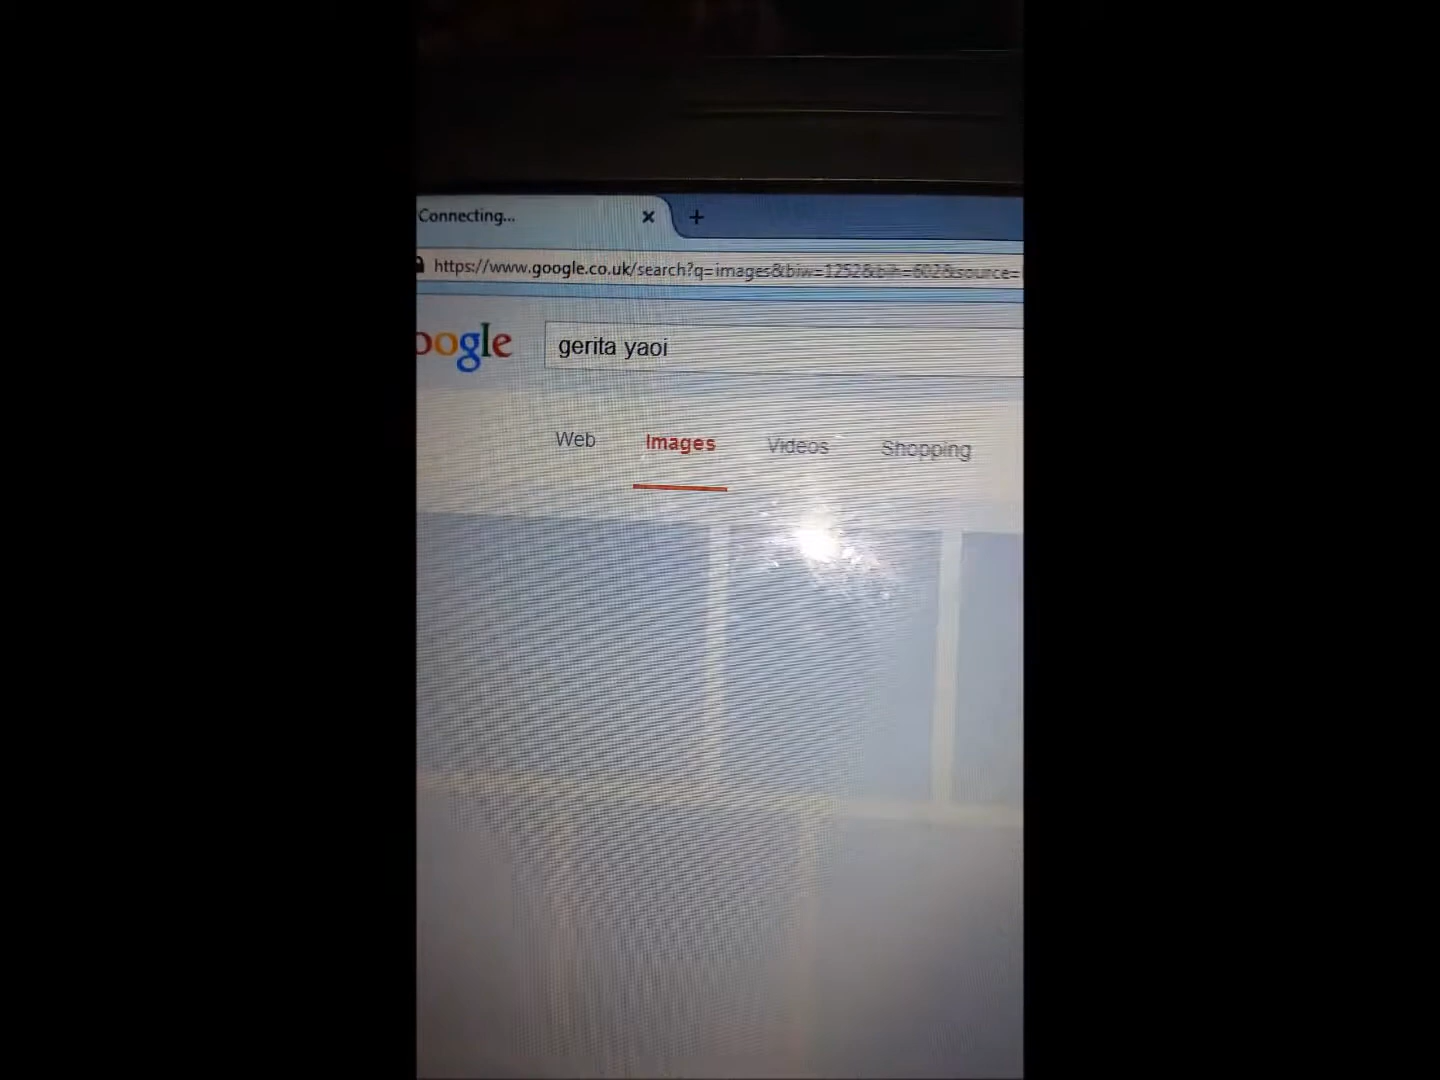 Connecting...
https://www.google.co.uk/search?q=images&biw=1252&bih=602&source=
oogle
gerita yaoi
Web Images Videos Shopping